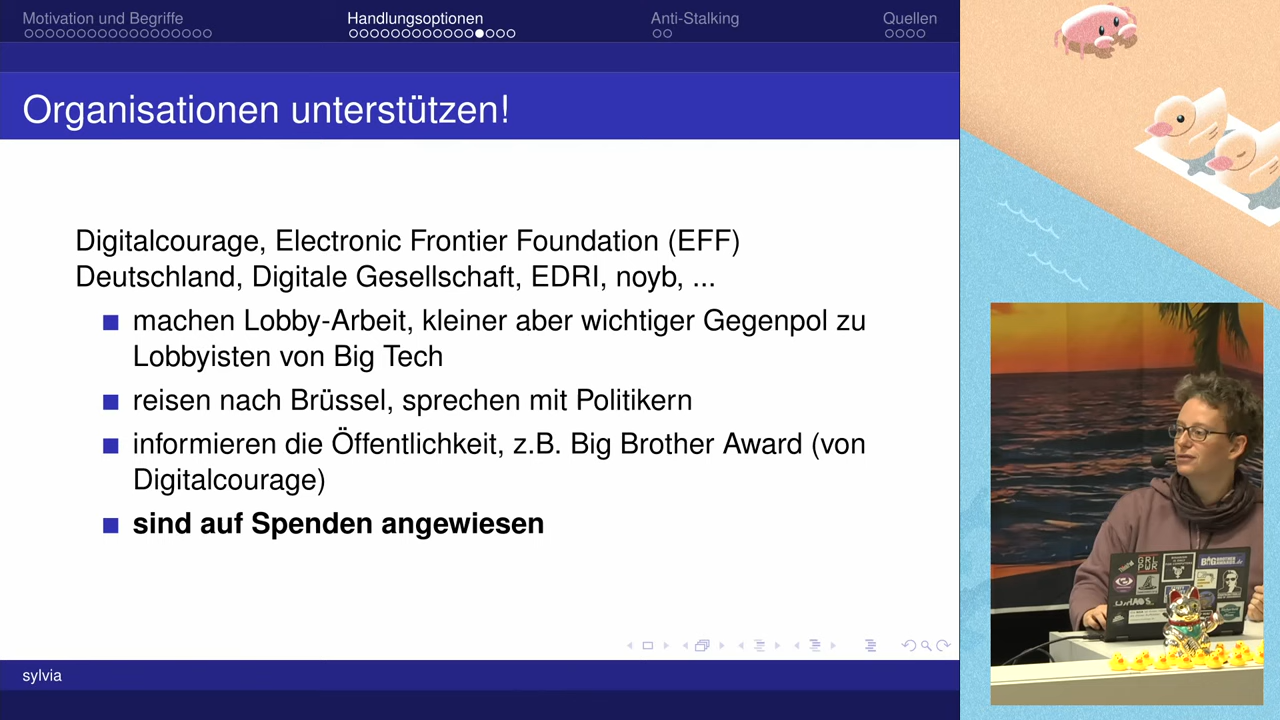 Motivation und Begriffe
Handlungsoptionen
Anti-Stalking
Quellen
Organisationen unterstützen!
Digitalcourage, Electronic Frontier Foundation (EFF)
Deutschland, Digitale Gesellschaft, EDRI, noyb, ...
machen Lobby-Arbeit, kleiner aber wichtiger Gegenpol zu
Lobbyisten von Big Tech
reisen nach Brüssel, sprechen mit Politikern
informieren die Öffentlichkeit, z.B. Big Brother Award (von
Digitalcourage)
sind auf Spenden angewiesen
sylvia
GRL
PWR